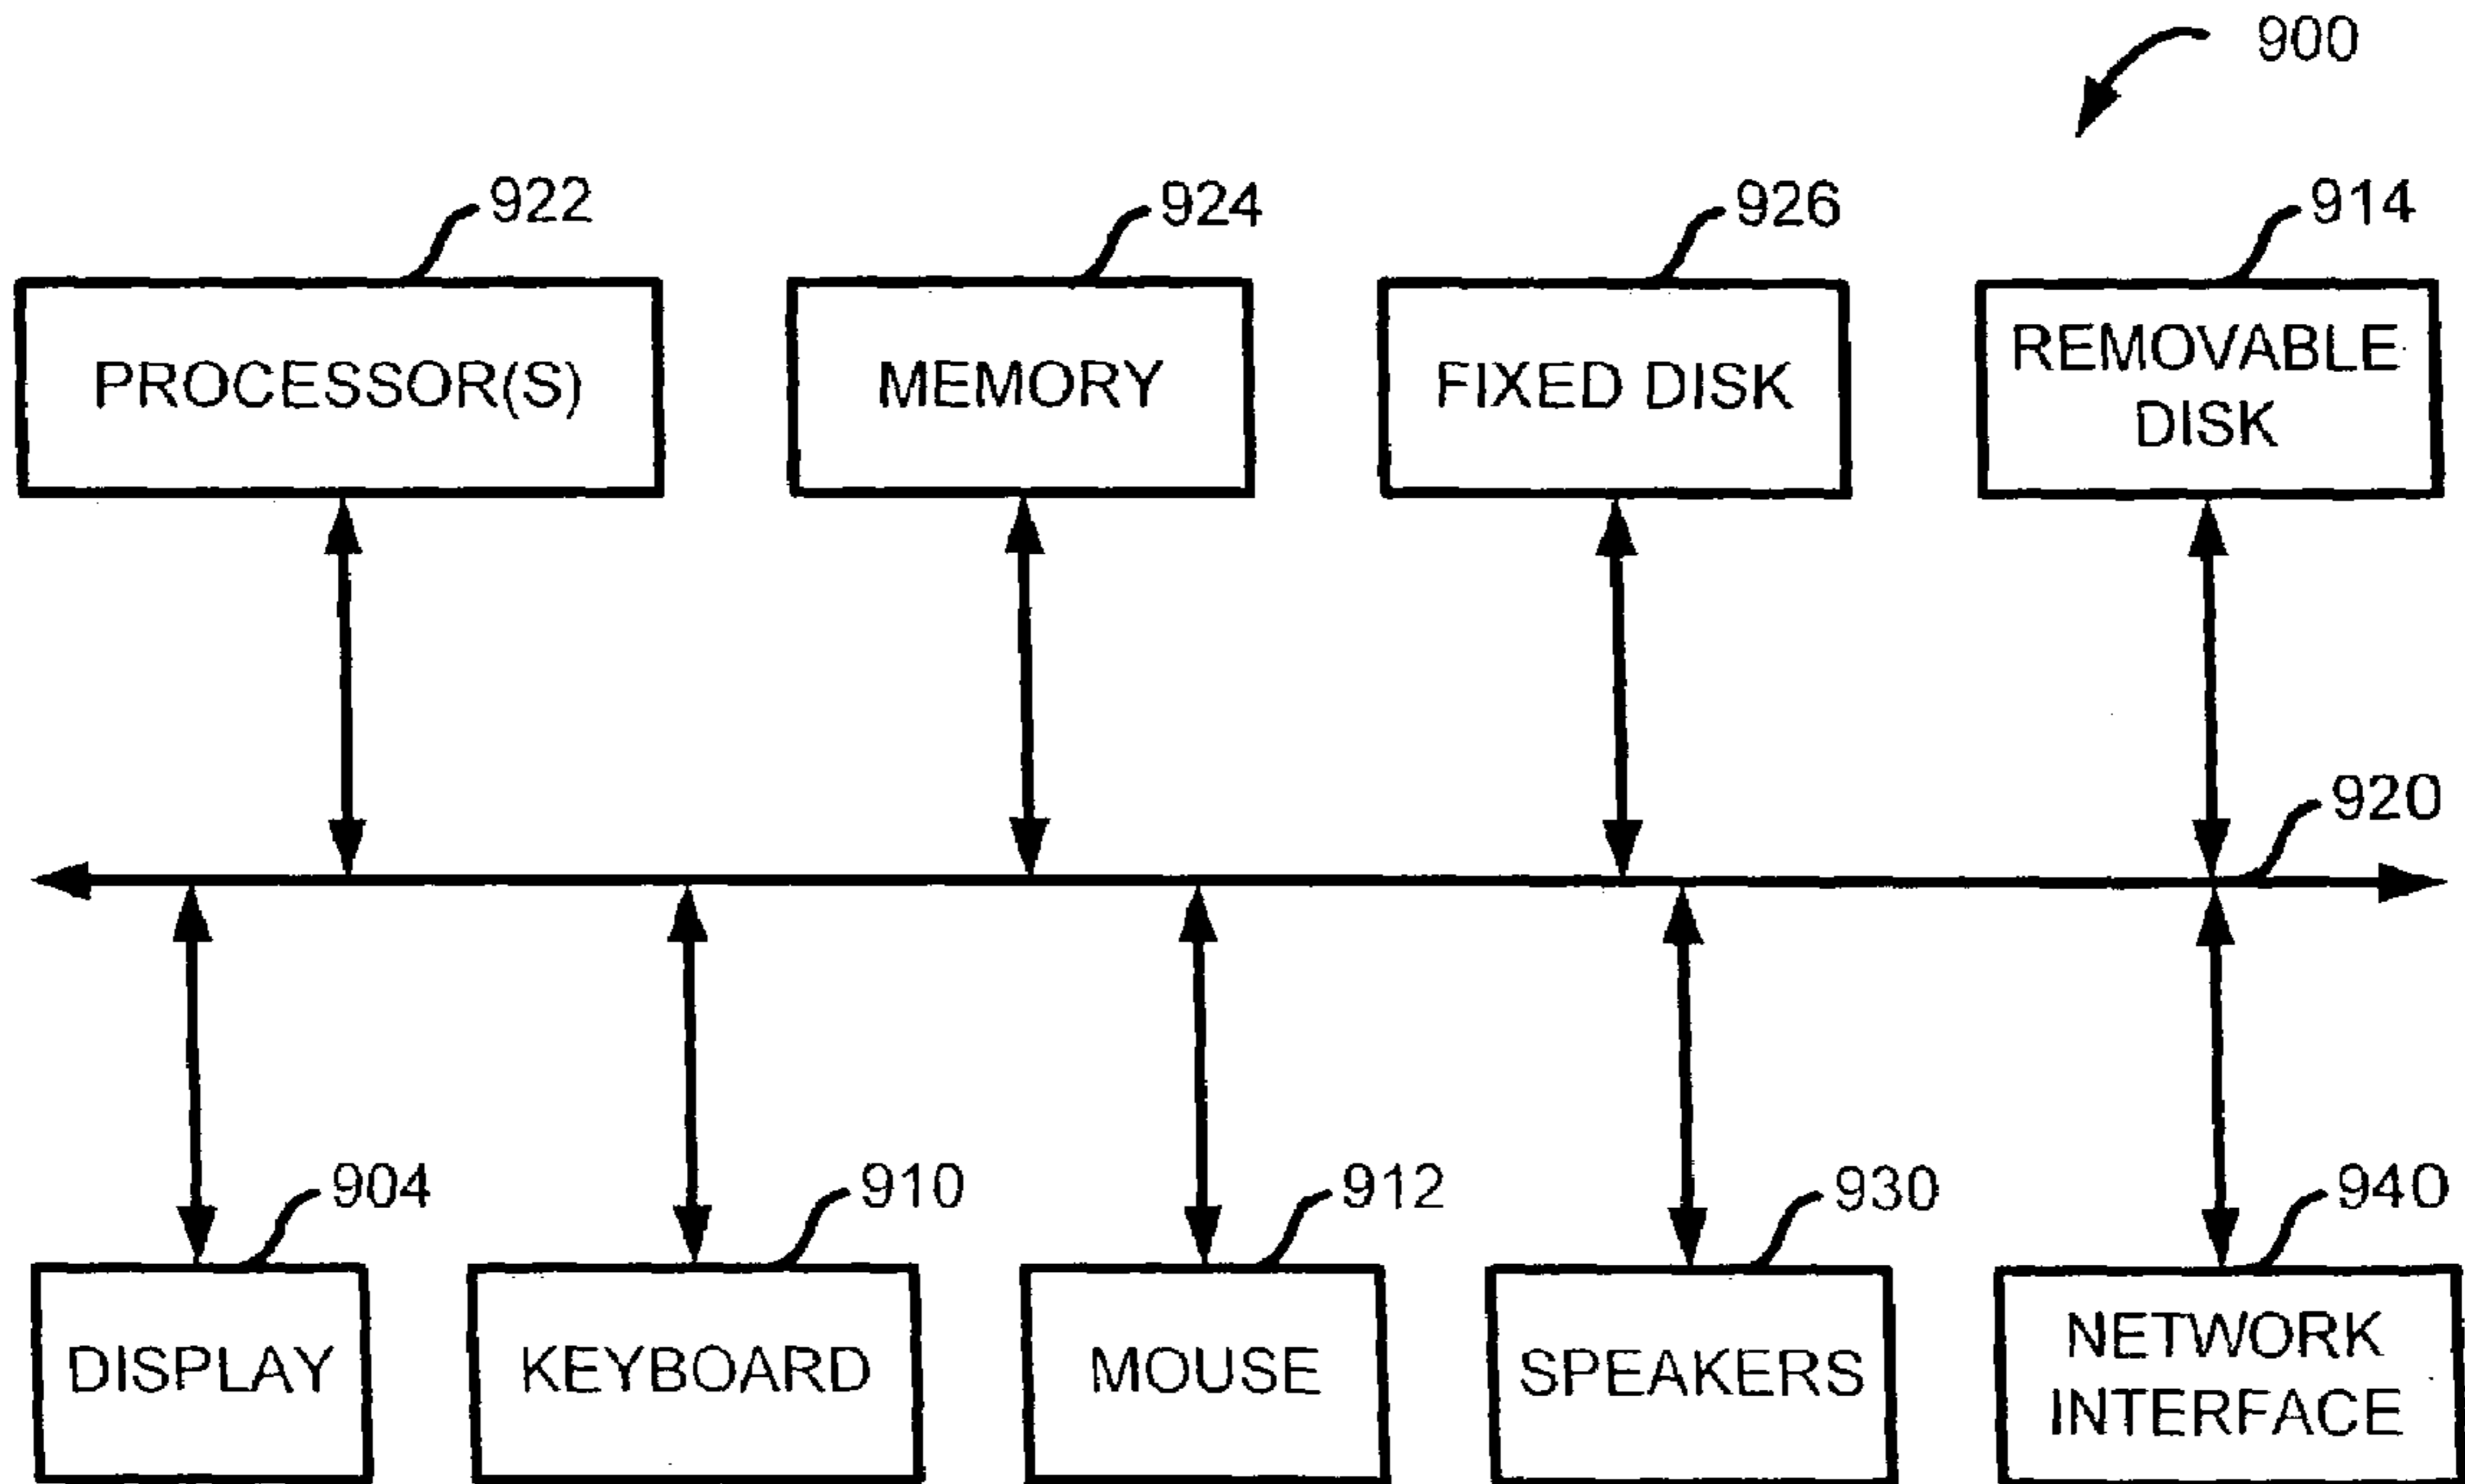 900
922
924
926
914
PROCESSOR(S)
MEMORY
FIXED DISK
REMOVABLE
DISK
920
904
910
912
930
940
DISPLAY
KEYBOARD
MOUSE
SPEAKERS
NETWORK
INTERFACE